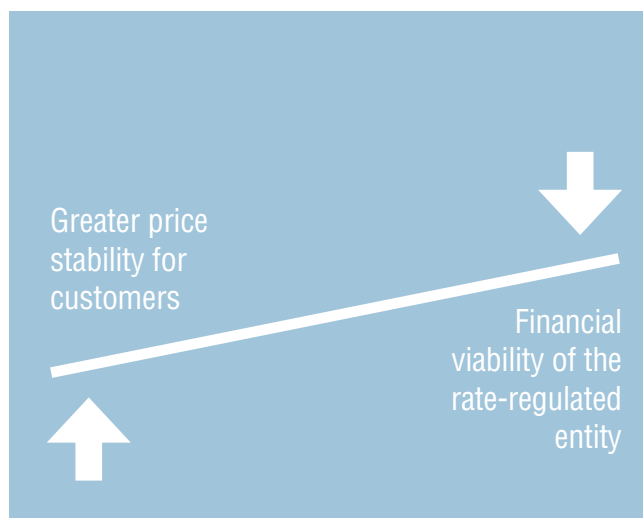 Greater price
stability for
customers
Financial
viability of the
rate-regulated
entity